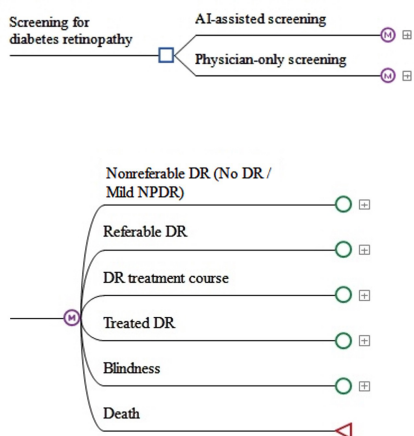 Screening for
diabetes retinopathy
AI-assisted screening
M
Physician-only screening
M
Nonreferable DR (No DR /
Mild NPDR)
Referable DR
DR treatment course
M
Treated DR
Blindness
Death